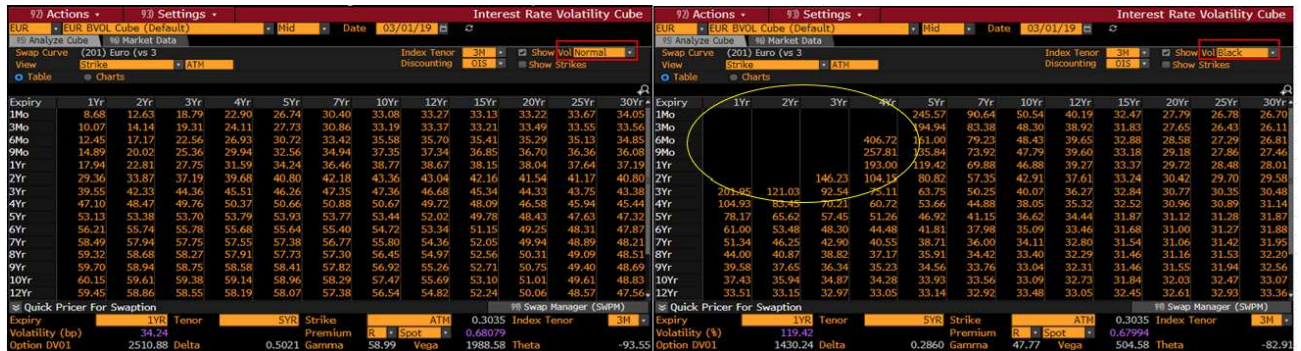 92) Actions 93) Settings Interest Rate Volatility Cube
EUR EUR BVOL Cube (Default) Mid Date 03/01/19
95) Analyze Cube 96) Market Data
Swap Curve (201) Euro (vs 3 Index Tenor 3M Show Vol Normal
View Strike ATM Discounting OIS Show Strikes
Table Charts
Expiry 1Yr 2Yr 3Yr 4Yr 5Yr 7Yr 10Yr 12Yr 15Yr 20Yr 25Yr 30Yr
1Mo 8.68 12.63 18.79 22.90 26.74 30.40 33.08 33.27 33.13 33.22 33.67 34.05
3Mo 10.07 14.14 19.31 24.11 27.73 30.86 33.19 33.37 33.21 33.49 33.55 33.56
6Mo 12.45 17.17 22.56 26.93 30.72 33.42 35.58 35.70 35.41 35.29 35.13 34.85
9Mo 14.89 20.02 25.36 29.94 32.56 34.94 37.35 37.34 36.85 36.70 36.36 36.08
1Yr 17.94 22.81 27.75 31.59 34.24 36.46 38.77 38.67 38.15 38.04 37.64 37.19
2Yr 29.36 33.87 37.19 39.68 40.80 42.18 43.36 43.04 42.16 41.54 41.17 40.80
3Yr 39.55 42.33 44.36 45.51 46.26 47.35 47.36 46.68 45.34 44.33 43.75 43.38
4Yr 47.10 48.47 49.76 50.37 50.66 50.88 50.67 49.72 48.09 46.58 45.94 45.44
5Yr 53.13 53.38 53.70 53.79 53.93 53.77 53.44 52.02 49.78 48.43 47.63 47.32
6Yr 56.21 55.74 55.78 55.68 55.64 55.40 54.72 53.34 51.15 49.25 48.31 47.87
7Yr 58.49 57.94 57.75 57.55 57.38 56.77 55.80 54.36 52.05 49.94 48.89 48.21
8Yr 59.32 58.68 58.27 57.91 57.73 57.30 56.45 54.97 52.56 50.31 49.09 48.51
9Yr 59.70 58.94 58.75 58.58 58.41 57.82 56.92 55.26 52.71 50.75 49.40 48.69
10Yr 60.15 59.61 59.38 59.14 58.96 58.29 57.47 55.69 53.10 51.01 49.61 48.83
12Yr 59.45 58.86 58.55 58.19 58.07 57.38 56.54 54.82 52.24 50.06 48.57 47.56
Quick Pricer For Swaption 98) Swap Manager (SWPM)
Expiry 1YR Tenor 5YR Strike ATM 0.3035 Index Tenor 3M
Volatility (bp) 34.24 Premium R Spot 0.68079
Option DV01 2510.88 Delta 0.5021 Gamma 58.99 Vega 1988.58 Theta -93.55
92) Actions 93) Settings Interest Rate Volatility Cube
EUR EUR BVOL Cube (Default) Mid Date 03/01/19
95) Analyze Cube 96) Market Data
Swap Curve (201) Euro (vs 3 Index Tenor 3M Show Vol Black
View Strike ATM Discounting OIS Show Strikes
Table Charts
Expiry 1Yr 2Yr 3Yr 4Yr 5Yr 7Yr 10Yr 12Yr 15Yr 20Yr 25Yr 30Yr
1Mo 245.57 90.64 50.54 40.19 32.47 27.79 26.78 26.70
3Mo 194.94 83.38 48.30 38.92 31.83 27.65 26.43 26.11
6Mo 406.72 161.00 79.23 48.43 39.65 32.88 28.58 27.29 26.81
9Mo 257.81 135.84 73.92 47.79 39.60 33.18 29.18 27.86 27.46
1Yr 193.00 119.42 69.88 46.88 39.27 33.37 29.72 28.48 28.01
2Yr 146.23 104.15 80.82 57.35 42.91 37.61 33.24 30.42 29.70 29.58
3Yr 201.95 121.03 92.54 75.11 63.75 50.25 40.07 36.27 32.84 30.77 30.35 30.48
4Yr 104.93 83.45 70.21 60.72 53.66 44.88 38.05 35.32 32.52 30.96 30.89 31.14
5Yr 78.17 65.62 57.45 51.26 46.92 41.15 36.62 34.44 31.87 31.12 31.28 31.87
6Yr 61.00 53.48 48.30 44.48 41.81 37.98 35.09 33.46 31.68 31.00 31.27 31.88
7Yr 51.34 46.25 42.90 40.55 38.71 36.00 34.11 32.80 31.54 31.06 31.42 31.95
8Yr 44.00 40.87 38.82 37.17 35.91 34.42 33.40 32.29 31.46 31.16 31.53 32.20
9Yr 39.58 37.65 36.34 35.23 34.56 33.76 33.04 32.31 31.46 31.55 31.94 32.56
10Yr 37.43 35.94 34.87 34.28 33.93 33.56 33.09 32.73 31.84 32.03 32.47 33.07
12Yr 33.51 33.15 32.97 33.05 33.14 32.92 33.48 33.05 32.45 32.61 32.93 33.36
Quick Pricer For Swaption 98) Swap Manager (SWPM)
Expiry 1YR Tenor 5YR Strike ATM 0.3035 Index Tenor 3M
Volatility (%) 119.42 Premium R Spot 0.67994
Option DV01 1430.24 Delta 0.2860 Gamma 47.77 Vega 504.58 Theta -82.91